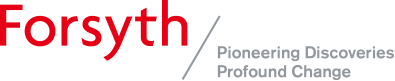 Forsyth
Pioneering Discoveries
Profound Change